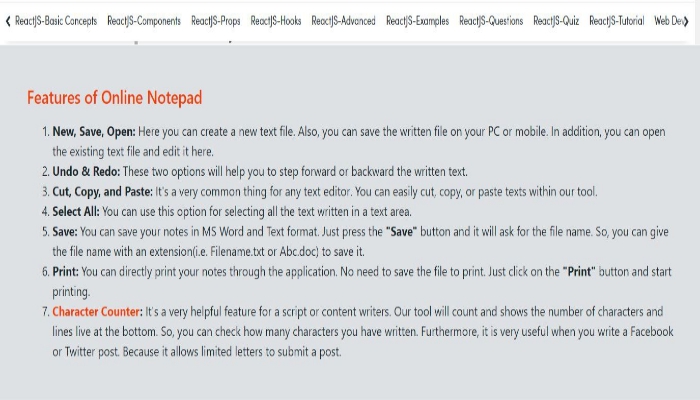 ReactJS-Basic Concepts ReactJS-Components ReactJS-Props ReactJS-Hooks ReactJS-Advanced ReactJS-Examples ReactJS-Questions ReactJS-Quiz ReactJS-Tutorial Web Dev
Features of Online Notepad
1. New, Save, Open: Here you can create a new text file. Also, you can save the written file on your PC or mobile. In addition, you can open
the existing text file and edit it here.
2. Undo & Redo: These two options will help you to step forward or backward the written text.
3. Cut, Copy, and Paste: It's a very common thing for any text editor. You can easily cut, copy, or paste texts within our tool.
4. Select All: You can use this option for selecting all the text written in a text area.
5. Save: You can save your notes in MS Word and Text format. Just press the "Save" button and it will ask for the file name. So, you can give
the file name with an extension(i.e. Filename.txt or Abc.doc) to save it.
6. Print: You can directly print your notes through the application. No need to save the file to print. Just click on the "Print" button and start
printing.
7. Character Counter: It's a very helpful feature for a script or content writers. Our tool will count and shows the number of characters and
lines live at the bottom. So, you can check how many characters you have written. Furthermore, it is very useful when you write a Facebook
or Twitter post. Because it allows limited letters to submit a post.